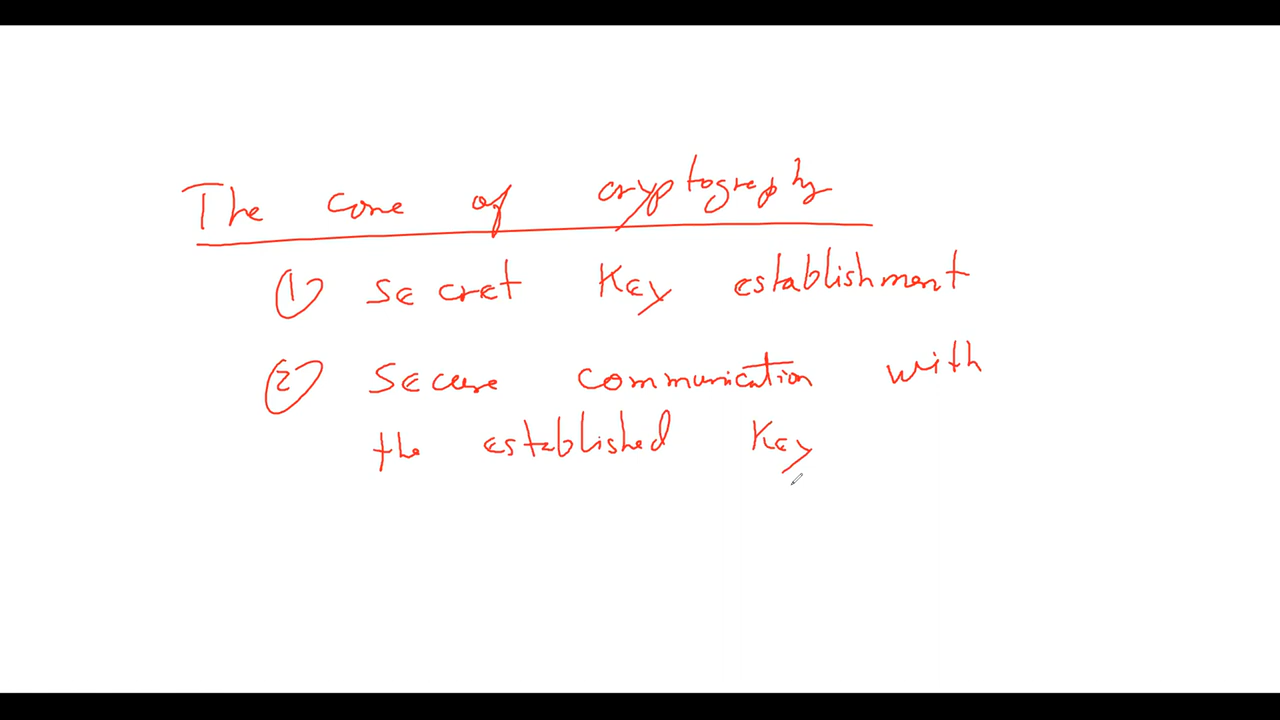 The core of cryptography
① Secret Key establishment
② Secure communication with
the established Key